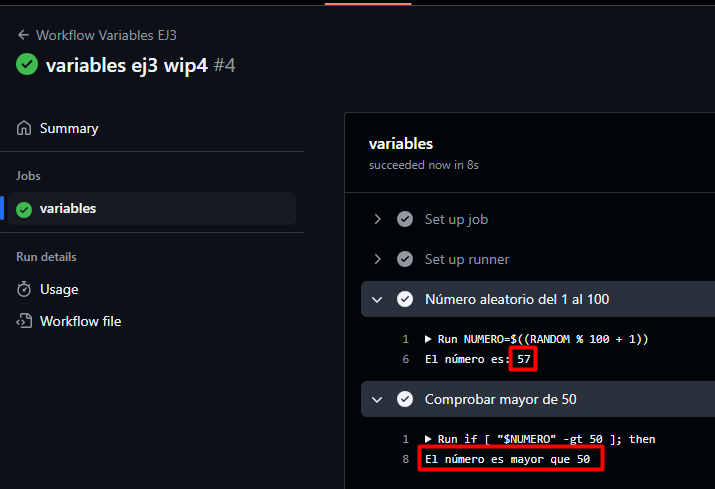 Workflow Variables EJ3
variables ej3 wip4 #4
Summary
Jobs
variables
Run details
Usage
Workflow file
variables
succeeded now in 8s
Set up job
Set up runner
Número aleatorio del 1 al 100
1 Run NUMERO=$((RANDOM % 100 + 1))
6 El número es: 57
Comprobar mayor de 50
1 Run if [ "$NUMERO" -gt 50 ]; then
8 El número es mayor que 50